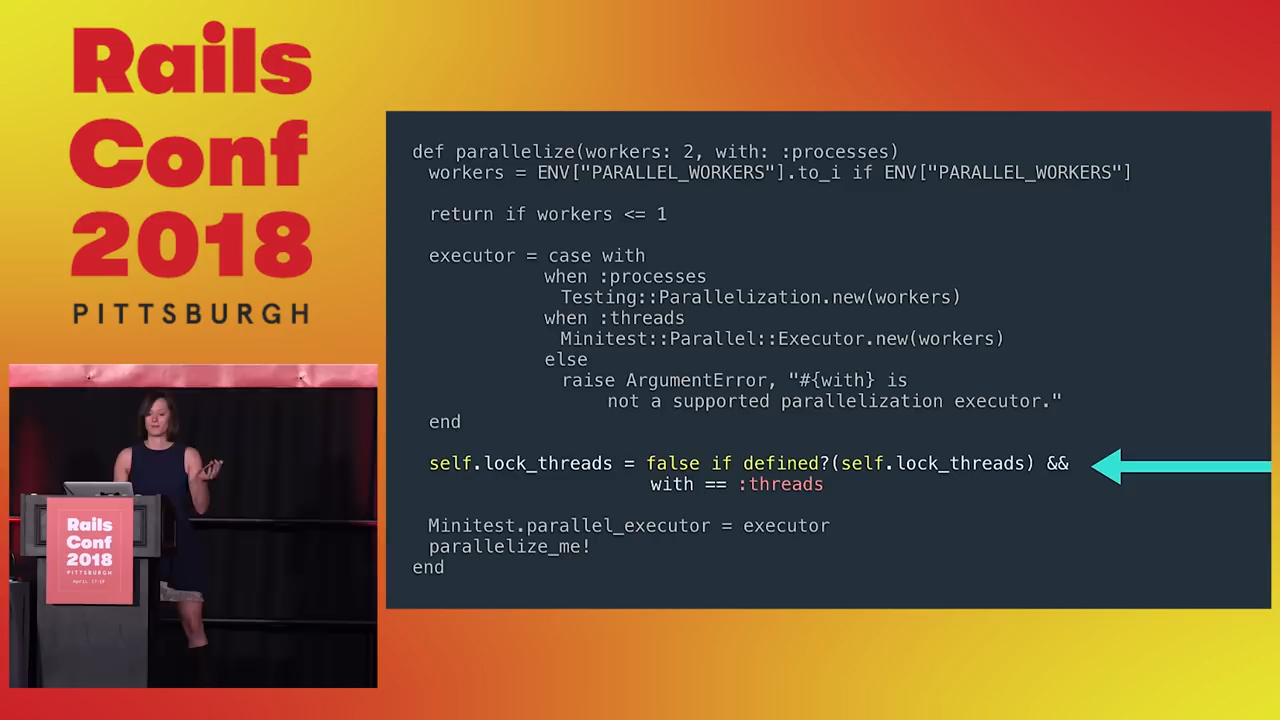 Rails
Conf
2018
PITTSBURGH
def parallelize(workers: 2, with: :processes)
workers = ENV["PARALLEL_WORKERS"].to_i if ENV["PARALLEL_WORKERS"]
return if workers <= 1
executor = case with
when :processes
Testing::Parallelization.new(workers)
when :threads
Minitest::Parallel::Executor.new(workers)
else
raise ArgumentError, "#{with} is
not a supported parallelization executor."
end
self.lock_threads = false if defined?(self.lock_threads) &&
with == :threads
Minitest.parallel_executor = executor
parallelize_me!
end
Rails
Conf
2018
PITTSBURGH
April 17-19